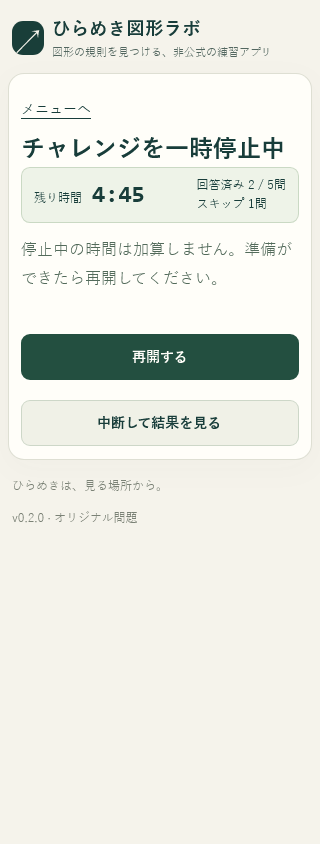 ひらめき図形ラボ
図形の規則を見つける、非公式の練習アプリ
メニューへ
チャレンジを一時停止中
残り時間 4:45
回答済み 2 / 5問
スキップ 1問
停止中の時間は加算しません。準備が
できたら再開してください。
再開する
中断して結果を見る
ひらめきは、見る場所から。
v0.2.0 · オリジナル問題